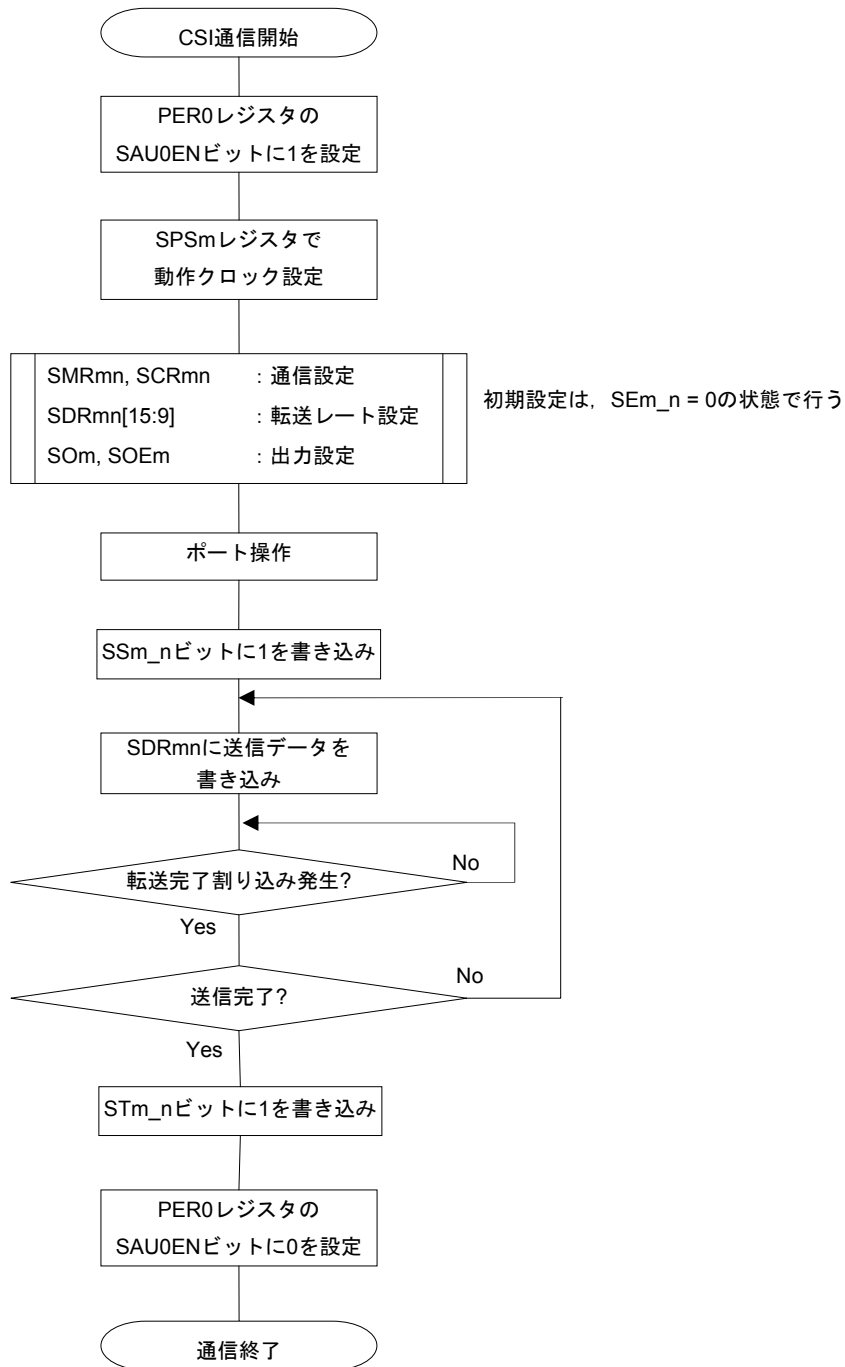 CSI通信開始
PER0レジスタの
SAU0ENビットに1を設定
SPSmレジスタで
動作クロック設定
SMRmn, SCRmn : 通信設定
SDRmn[15:9] : 転送レート設定
SOm, SOEm : 出力設定
初期設定は，SEm_n = 0の状態で行う
ポート操作
SSm_nビットに1を書き込み
SDRmnに送信データを
書き込み
転送完了割り込み発生?
No
Yes
送信完了?
No
Yes
STm_nビットに1を書き込み
PER0レジスタの
SAU0ENビットに0を設定
通信終了